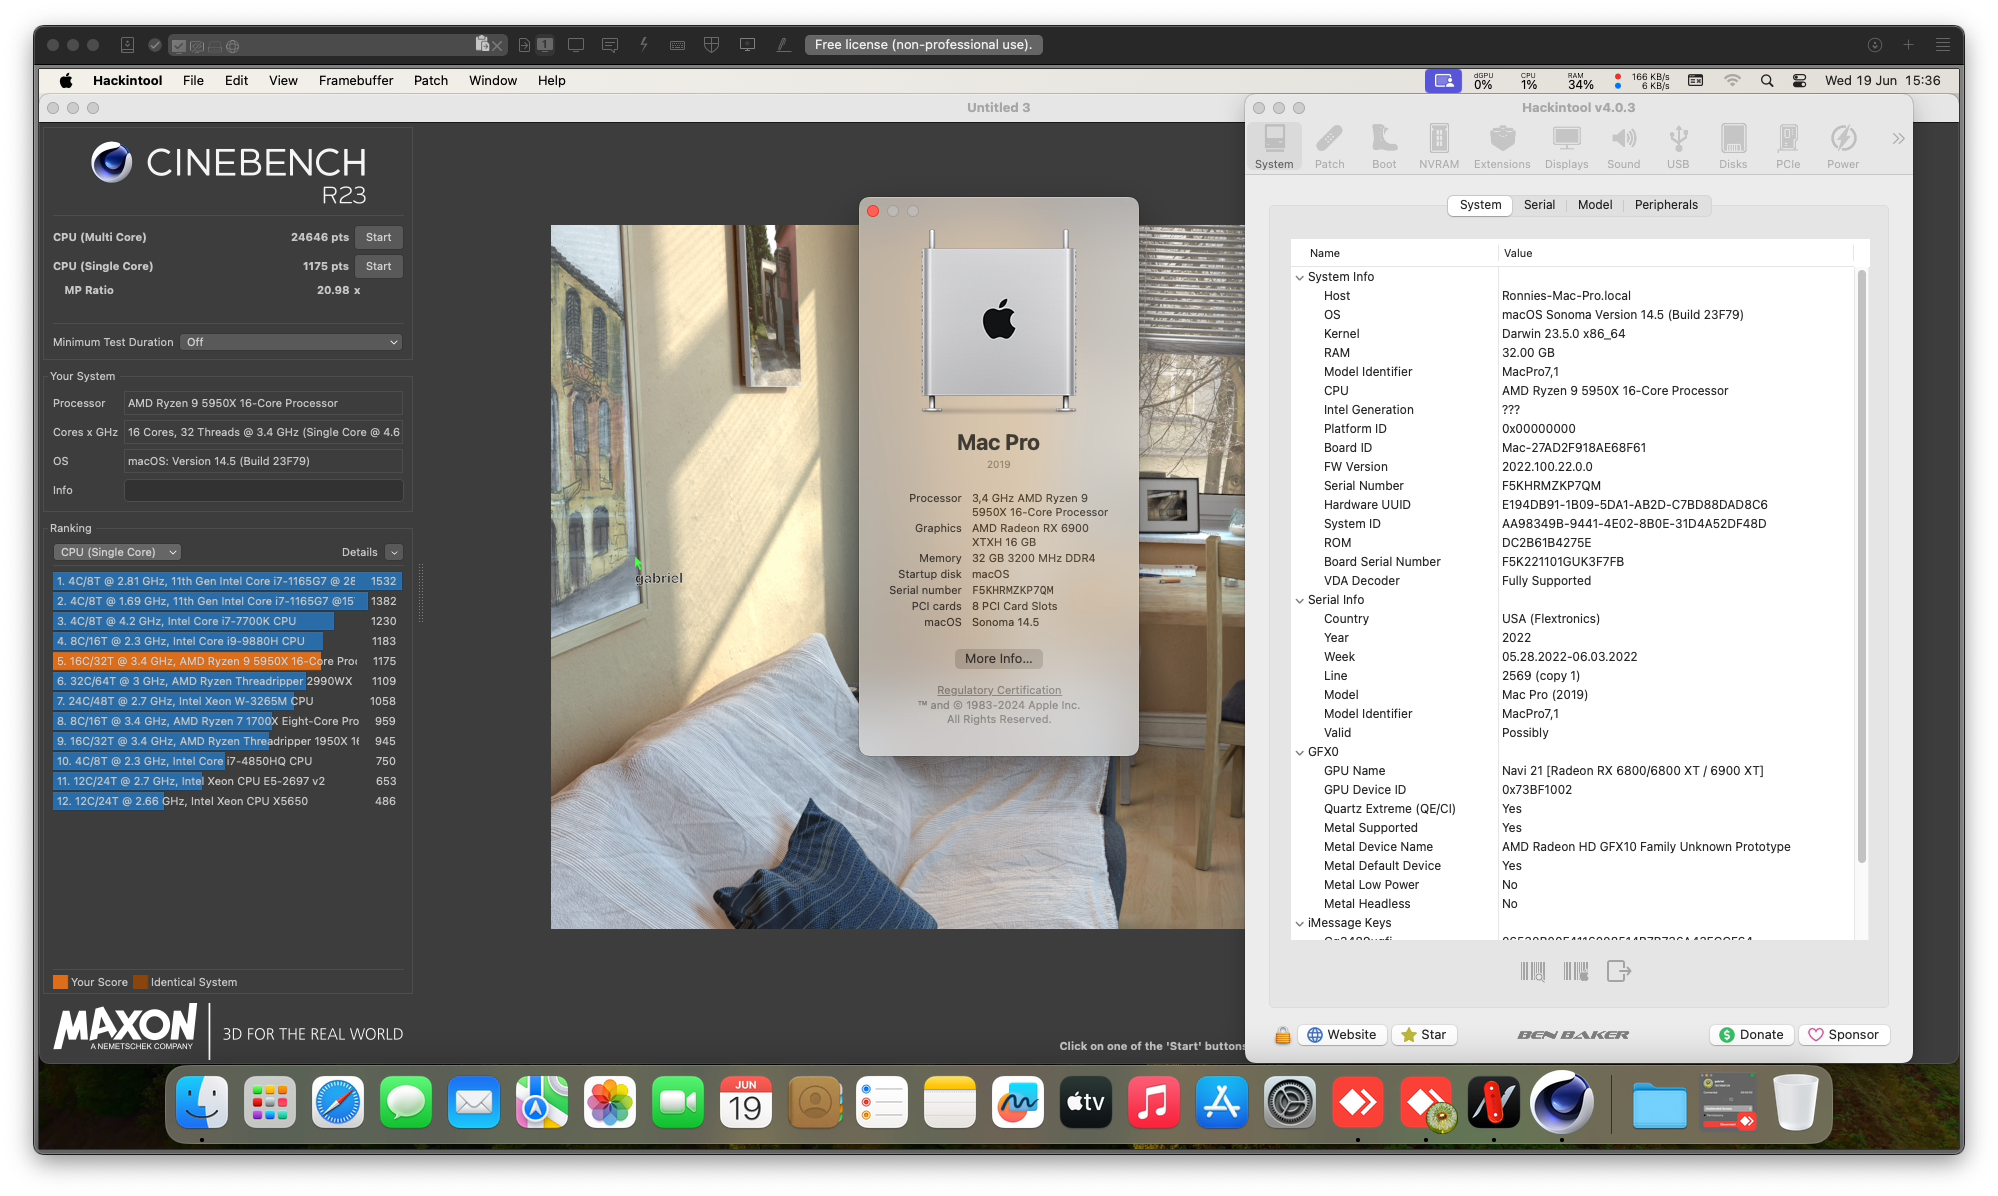 1
Free license (non-professional use).
Hackintool File Edit View Framebuffer Patch Window Help
dGPU 0% CPU 1% RAM 34% 166 KB/s 6 KB/s Wed 19 Jun 15:36
Untitled 3
CINEBENCH
R23
CPU (Multi Core) 24646 pts Start
CPU (Single Core) 1175 pts Start
MP Ratio 20.98 x
Minimum Test Duration Off
Your System
Processor AMD Ryzen 9 5950X 16-Core Processor
Cores x GHz 16 Cores, 32 Threads @ 3.4 GHz (Single Core @ 4.6
OS macOS: Version 14.5 (Build 23F79)
Info
Ranking
CPU (Single Core) Details
1. 4C/8T @ 2.81 GHz, 11th Gen Intel Core i7-1165G7 @ 28 1532
2. 4C/8T @ 1.69 GHz, 11th Gen Intel Core i7-1165G7 @15 1382
3. 4C/8T @ 4.2 GHz, Intel Core i7-7700K CPU 1230
4. 8C/16T @ 2.3 GHz, Intel Core i9-9880H CPU 1183
5. 16C/32T @ 3.4 GHz, AMD Ryzen 9 5950X 16-Core Proc 1175
6. 32C/64T @ 3 GHz, AMD Ryzen Threadripper 2990WX 1109
7. 24C/48T @ 2.7 GHz, Intel Xeon W-3265M CPU 1058
8. 8C/16T @ 3.4 GHz, AMD Ryzen 7 1700X Eight-Core Pro 959
9. 16C/32T @ 3.4 GHz, AMD Ryzen Threadripper 1950X 16 945
10. 4C/8T @ 2.3 GHz, Intel Core i7-4850HQ CPU 750
11. 12C/24T @ 2.7 GHz, Intel Xeon CPU E5-2697 v2 653
12. 12C/24T @ 2.66 GHz, Intel Xeon CPU X5650 486
Your Score Identical System
MAXON
A NEMETSCHEK COMPANY
3D FOR THE REAL WORLD
gabriel
Click on one of the 'Start' buttons
Mac Pro
2019
Processor 3,4 GHz AMD Ryzen 9
5950X 16-Core Processor
Graphics AMD Radeon RX 6900
XTXH 16 GB
Memory 32 GB 3200 MHz DDR4
Startup disk macOS
Serial number F5KHRMZKP7QM
PCI cards 8 PCI Card Slots
macOS Sonoma 14.5
More Info...
Regulatory Certification
™ and © 1983-2024 Apple Inc.
All Rights Reserved.
Hackintool v4.0.3
System Patch Boot NVRAM Extensions Displays Sound USB Disks PCIe Power
System Serial Model Peripherals
Name Value
System Info
Host Ronnies-Mac-Pro.local
OS macOS Sonoma Version 14.5 (Build 23F79)
Kernel Darwin 23.5.0 x86_64
RAM 32.00 GB
Model Identifier MacPro7,1
CPU AMD Ryzen 9 5950X 16-Core Processor
Intel Generation ???
Platform ID 0x00000000
Board ID Mac-27AD2F918AE68F61
FW Version 2022.100.22.0.0
Serial Number F5KHRMZKP7QM
Hardware UUID E194DB91-1B09-5DA1-AB2D-C7BD88DAD8C6
System ID AA98349B-9441-4E02-8B0E-31D4A52DF48D
ROM DC2B61B4275E
Board Serial Number F5K221101GUK3F7FB
VDA Decoder Fully Supported
Serial Info
Country USA (Flextronics)
Year 2022
Week 05.28.2022-06.03.2022
Line 2569 (copy 1)
Model Mac Pro (2019)
Model Identifier MacPro7,1
Valid Possibly
GFX0
GPU Name Navi 21 [Radeon RX 6800/6800 XT / 6900 XT]
GPU Device ID 0x73BF1002
Quartz Extreme (QE/CI) Yes
Metal Supported Yes
Metal Device Name AMD Radeon HD GFX10 Family Unknown Prototype
Metal Default Device Yes
Metal Low Power No
Metal Headless No
iMessage Keys
Website Star BEN BAKER Donate Sponsor
JUN
19
tv